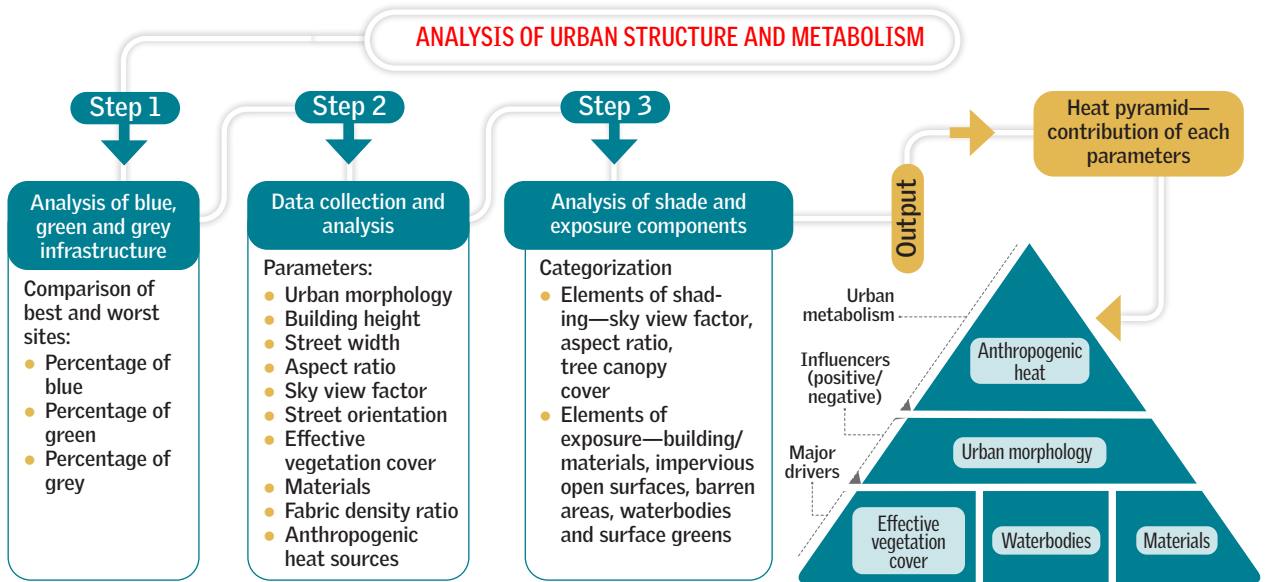 ANALYSIS OF URBAN STRUCTURE AND METABOLISM
Step 1
Analysis of blue,
green and grey
infrastructure
Comparison of
best and worst
sites:
• Percentage of
blue
• Percentage of
green
• Percentage of
grey
Step 2
Data collection and
analysis
Parameters:
• Urban morphology
• Building height
• Street width
• Aspect ratio
• Sky view factor
• Street orientation
• Effective
vegetation cover
• Materials
• Fabric density ratio
• Anthropogenic
heat sources
Step 3
Analysis of shade and
exposure components
Categorization
• Elements of shad-
ing—sky view factor,
aspect ratio,
tree canopy
cover
• Elements of
exposure—building/
materials, impervious
open surfaces, barren
areas, waterbodies
and surface greens
Output
Heat pyramid—
contribution of each
parameters
Urban
metabolism
Anthropogenic
heat
Influencers
(positive/
negative)
Urban morphology
Major
drivers
Effective
vegetation
cover
Waterbodies
Materials